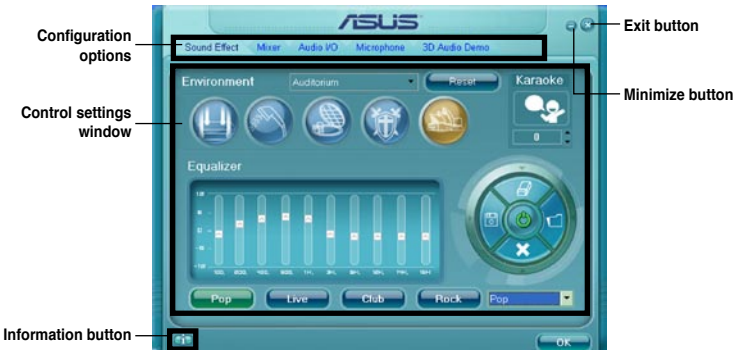 ASUS
Configuration options
Sound Effect Mixer Audio I/O Microphone 3D Audio Demo
Exit button
Minimize button
Environment Auditorium Reset Karaoke
0
Control settings window
Equalizer
Pop Live Club Rock Pop
Information button
OK